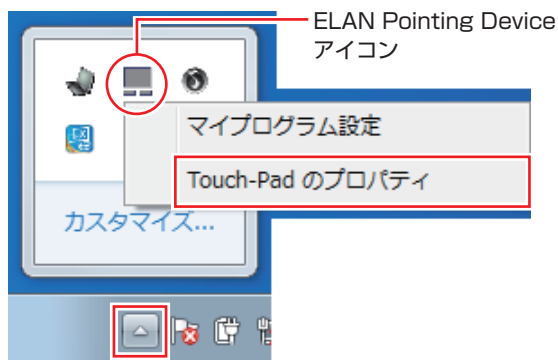 ELAN Pointing Device
アイコン
マイプログラム設定
Touch-Pad のプロパティ
カスタマイズ...